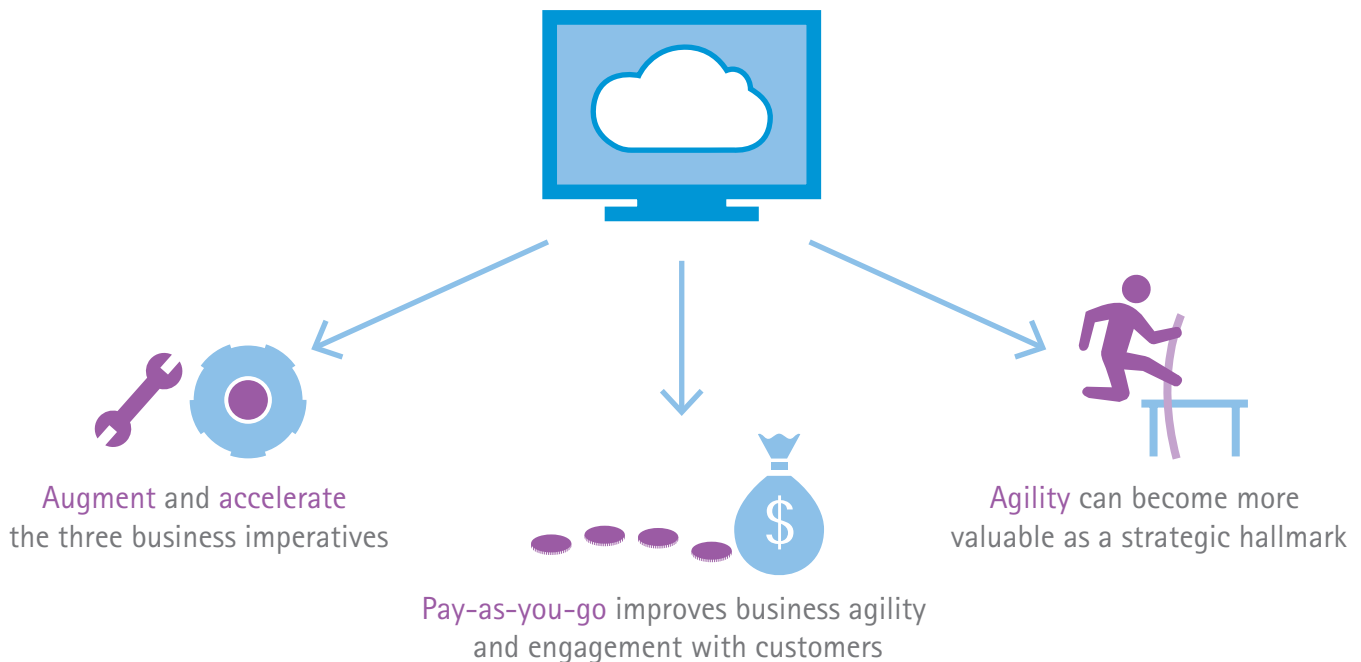 Augment and accelerate
the three business imperatives
$
Pay-as-you-go improves business agility
and engagement with customers
Agility can become more
valuable as a strategic hallmark